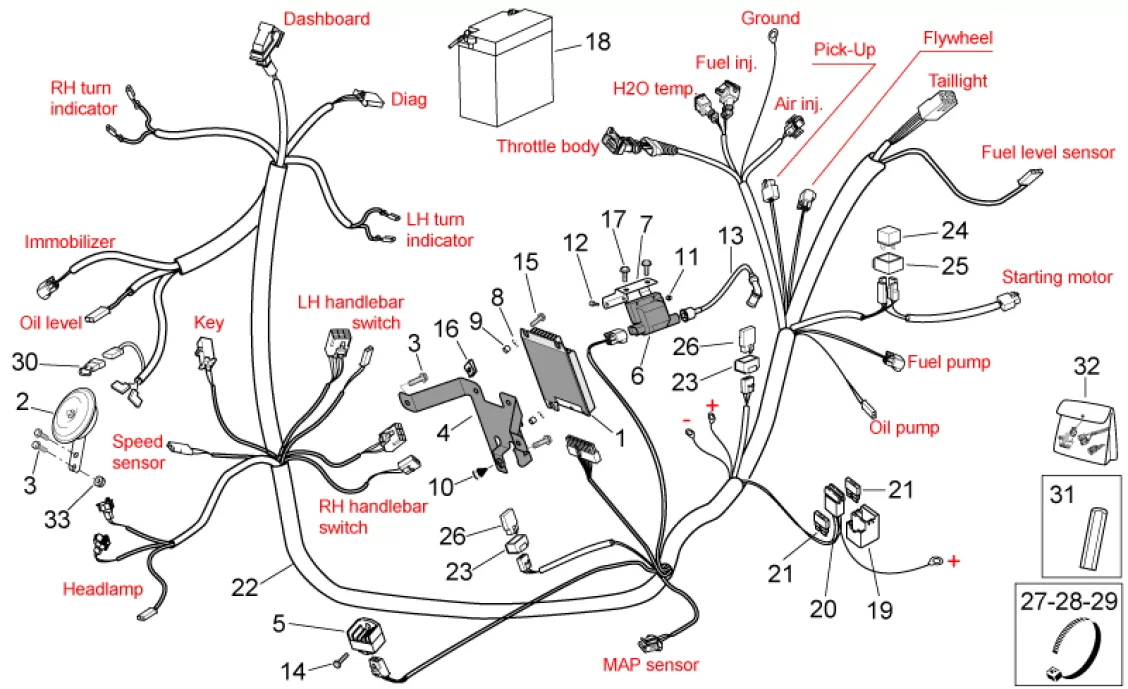 Dashboard
Ground
18
Flywheel
Pick-Up
Fuel inj.
Taillight
RH turn
indicator
H2O temp.
Diag
Air inj.
Throttle body
Fuel level sensor
LH turn
indicator
17
7
24
12
11
13
Immobilizer
15
25
Starting motor
LH handlebar
switch
8
Oil level
Key
9
16
3
26
30
6
Fuel pump
32
23
2
+
-
4
1
Oil pump
Speed
sensor
10
3
21
31
33
RH handlebar
switch
26
+
21
23
Headlamp
22
20
19
27-28-29
5
14
MAP sensor